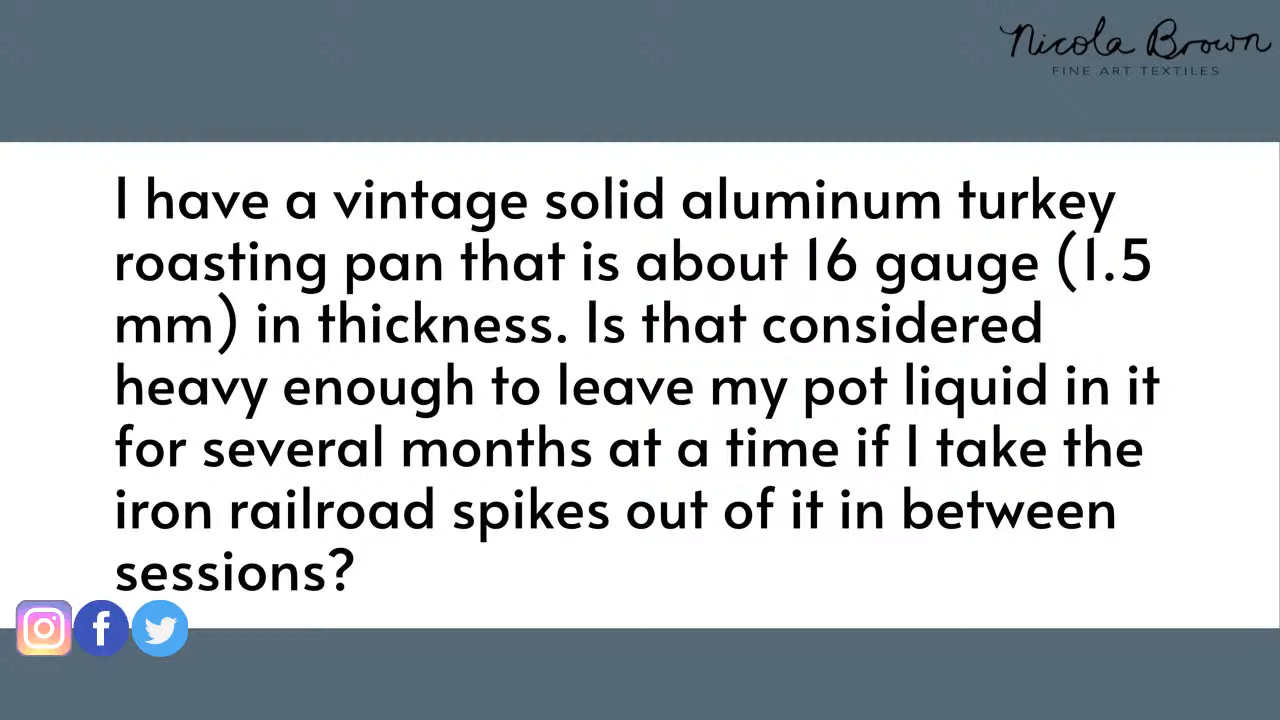 Nicola Brown
FINE ART TEXTILES
I have a vintage solid aluminum turkey
roasting pan that is about 16 gauge (1.5
mm) in thickness. Is that considered
heavy enough to leave my pot liquid in it
for several months at a time if I take the
iron railroad spikes out of it in between
sessions?